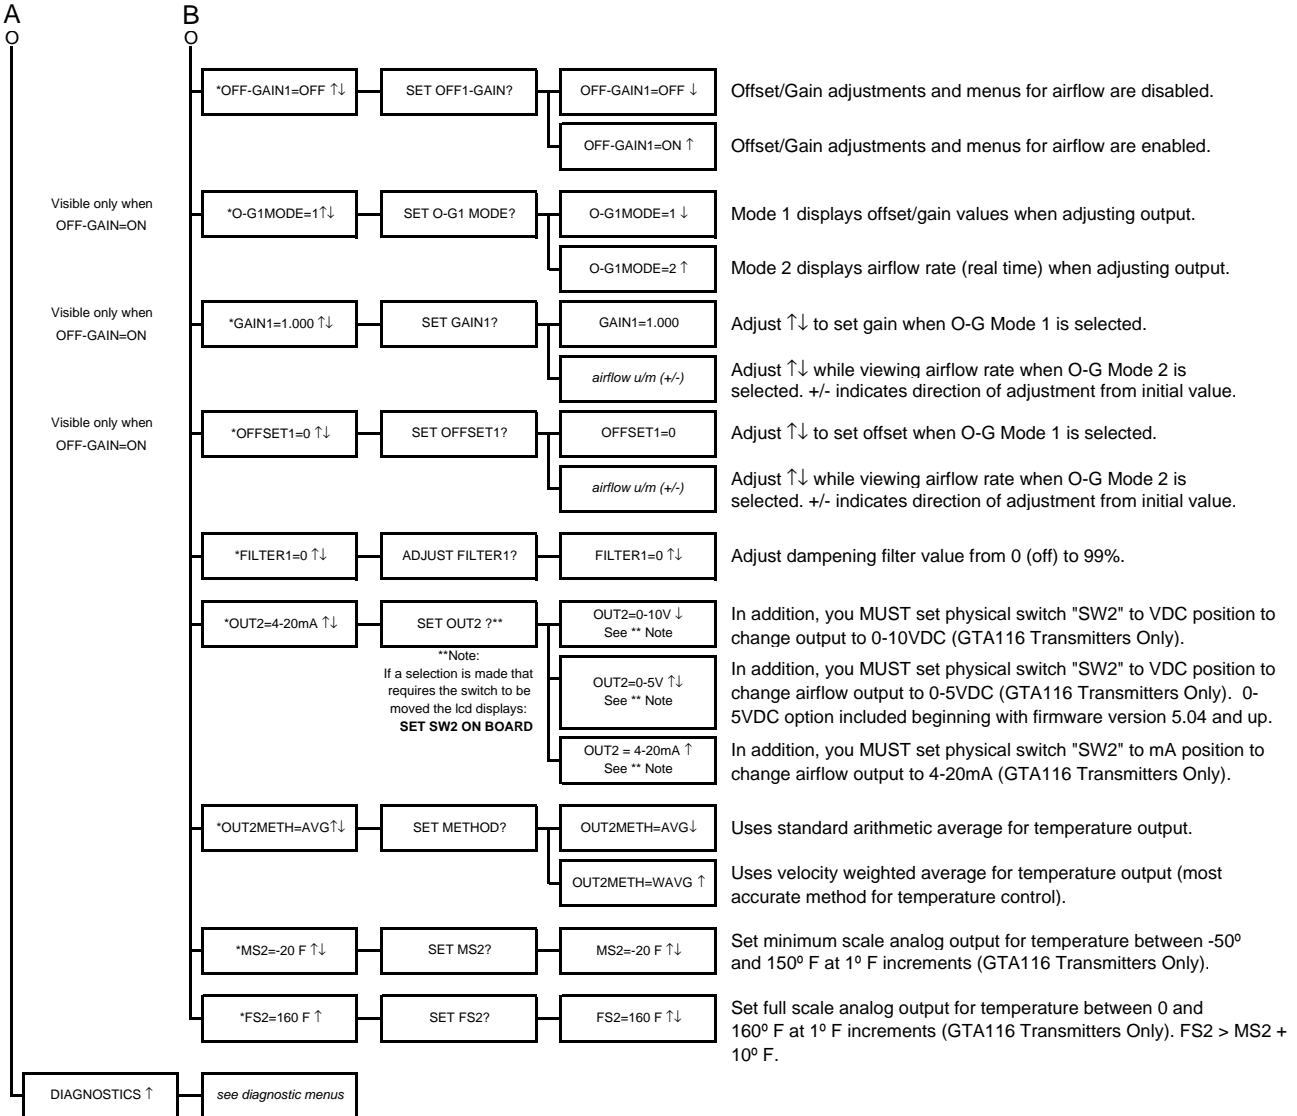 A
B
O
O
*OFF-GAIN1=OFF ↑↓
SET OFF1-GAIN?
OFF-GAIN1=OFF ↓
Offset/Gain adjustments and menus for airflow are disabled.
OFF-GAIN1=ON ↑
Offset/Gain adjustments and menus for airflow are enabled.
Visible only when
OFF-GAIN=ON
*O-G1MODE=1↑↓
SET O-G1 MODE?
O-G1MODE=1 ↓
Mode 1 displays offset/gain values when adjusting output.
O-G1MODE=2 ↑
Mode 2 displays airflow rate (real time) when adjusting output.
Visible only when
OFF-GAIN=ON
*GAIN1=1.000 ↑↓
SET GAIN1?
GAIN1=1.000
Adjust ↑↓ to set gain when O-G Mode 1 is selected.
airflow u/m (+/-)
Adjust ↑↓ while viewing airflow rate when O-G Mode 2 is
selected. +/- indicates direction of adjustment from initial value.
Visible only when
OFF-GAIN=ON
*OFFSET1=0 ↑↓
SET OFFSET1?
OFFSET1=0
Adjust ↑↓ to set offset when O-G Mode 1 is selected.
airflow u/m (+/-)
Adjust ↑↓ while viewing airflow rate when O-G Mode 2 is
selected. +/- indicates direction of adjustment from initial value.
*FILTER1=0 ↑↓
ADJUST FILTER1?
FILTER1=0 ↑↓
Adjust dampening filter value from 0 (off) to 99%.
*OUT2=4-20mA ↑↓
SET OUT2 ?**
**Note:
If a selection is made that
requires the switch to be
moved the lcd displays:
SET SW2 ON BOARD
OUT2=0-10V ↓
See ** Note
In addition, you MUST set physical switch "SW2" to VDC position to
change output to 0-10VDC (GTA116 Transmitters Only).
OUT2=0-5V ↑↓
See ** Note
In addition, you MUST set physical switch "SW2" to VDC position to
change airflow output to 0-5VDC (GTA116 Transmitters Only). 0-
5VDC option included beginning with firmware version 5.04 and up.
OUT2 = 4-20mA ↑
See ** Note
In addition, you MUST set physical switch "SW2" to mA position to
change airflow output to 4-20mA (GTA116 Transmitters Only).
*OUT2METH=AVG↑↓
SET METHOD?
OUT2METH=AVG↓
Uses standard arithmetic average for temperature output.
OUT2METH=WAVG ↑
Uses velocity weighted average for temperature output (most
accurate method for temperature control).
*MS2=-20 F ↑↓
SET MS2?
MS2=-20 F ↑↓
Set minimum scale analog output for temperature between -50º
and 150º F at 1º F increments (GTA116 Transmitters Only).
*FS2=160 F ↑
SET FS2?
FS2=160 F ↑↓
Set full scale analog output for temperature between 0 and
160º F at 1º F increments (GTA116 Transmitters Only). FS2 > MS2 +
10º F.
DIAGNOSTICS ↑
see diagnostic menus